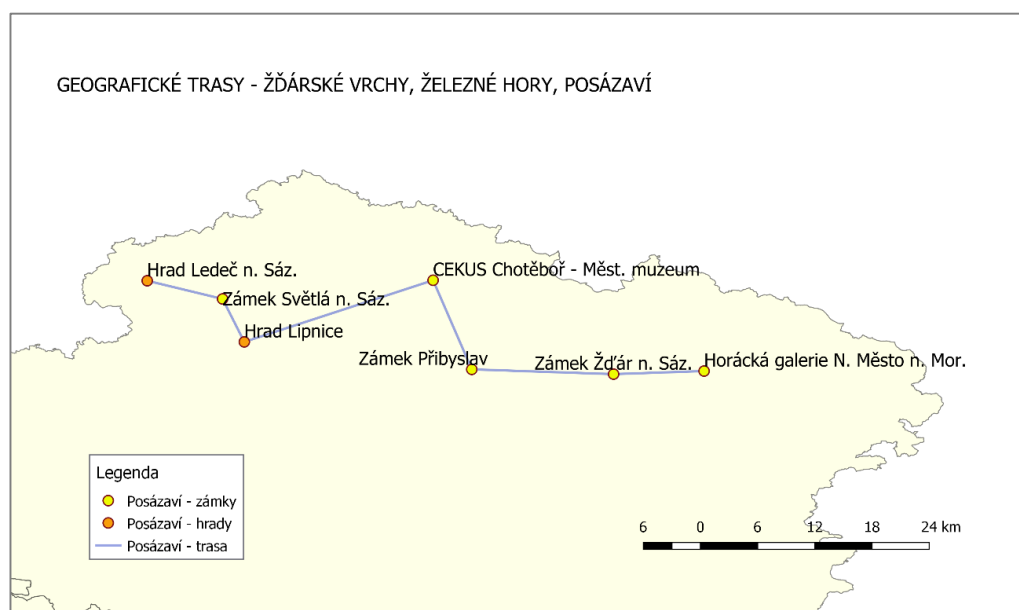 GEOGRAFICKÉ TRASY - ŽĎÁRSKÉ VRCHY, ŽELEZNÉ HORY, POSÁZAVÍ
Hrad Ledeč n. Sáz.
CEKUS Chotěboř - Měst. muzeum
Zámek Světlá n. Sáz.
Hrad Lipnice
Zámek Přibyslav
Zámek Žďár n. Sáz.
Horácká galerie N. Město n. Mor.
Legenda
Posázaví - zámky
Posázaví - hrady
Posázaví - trasa
6 0 6 12 18 24 km